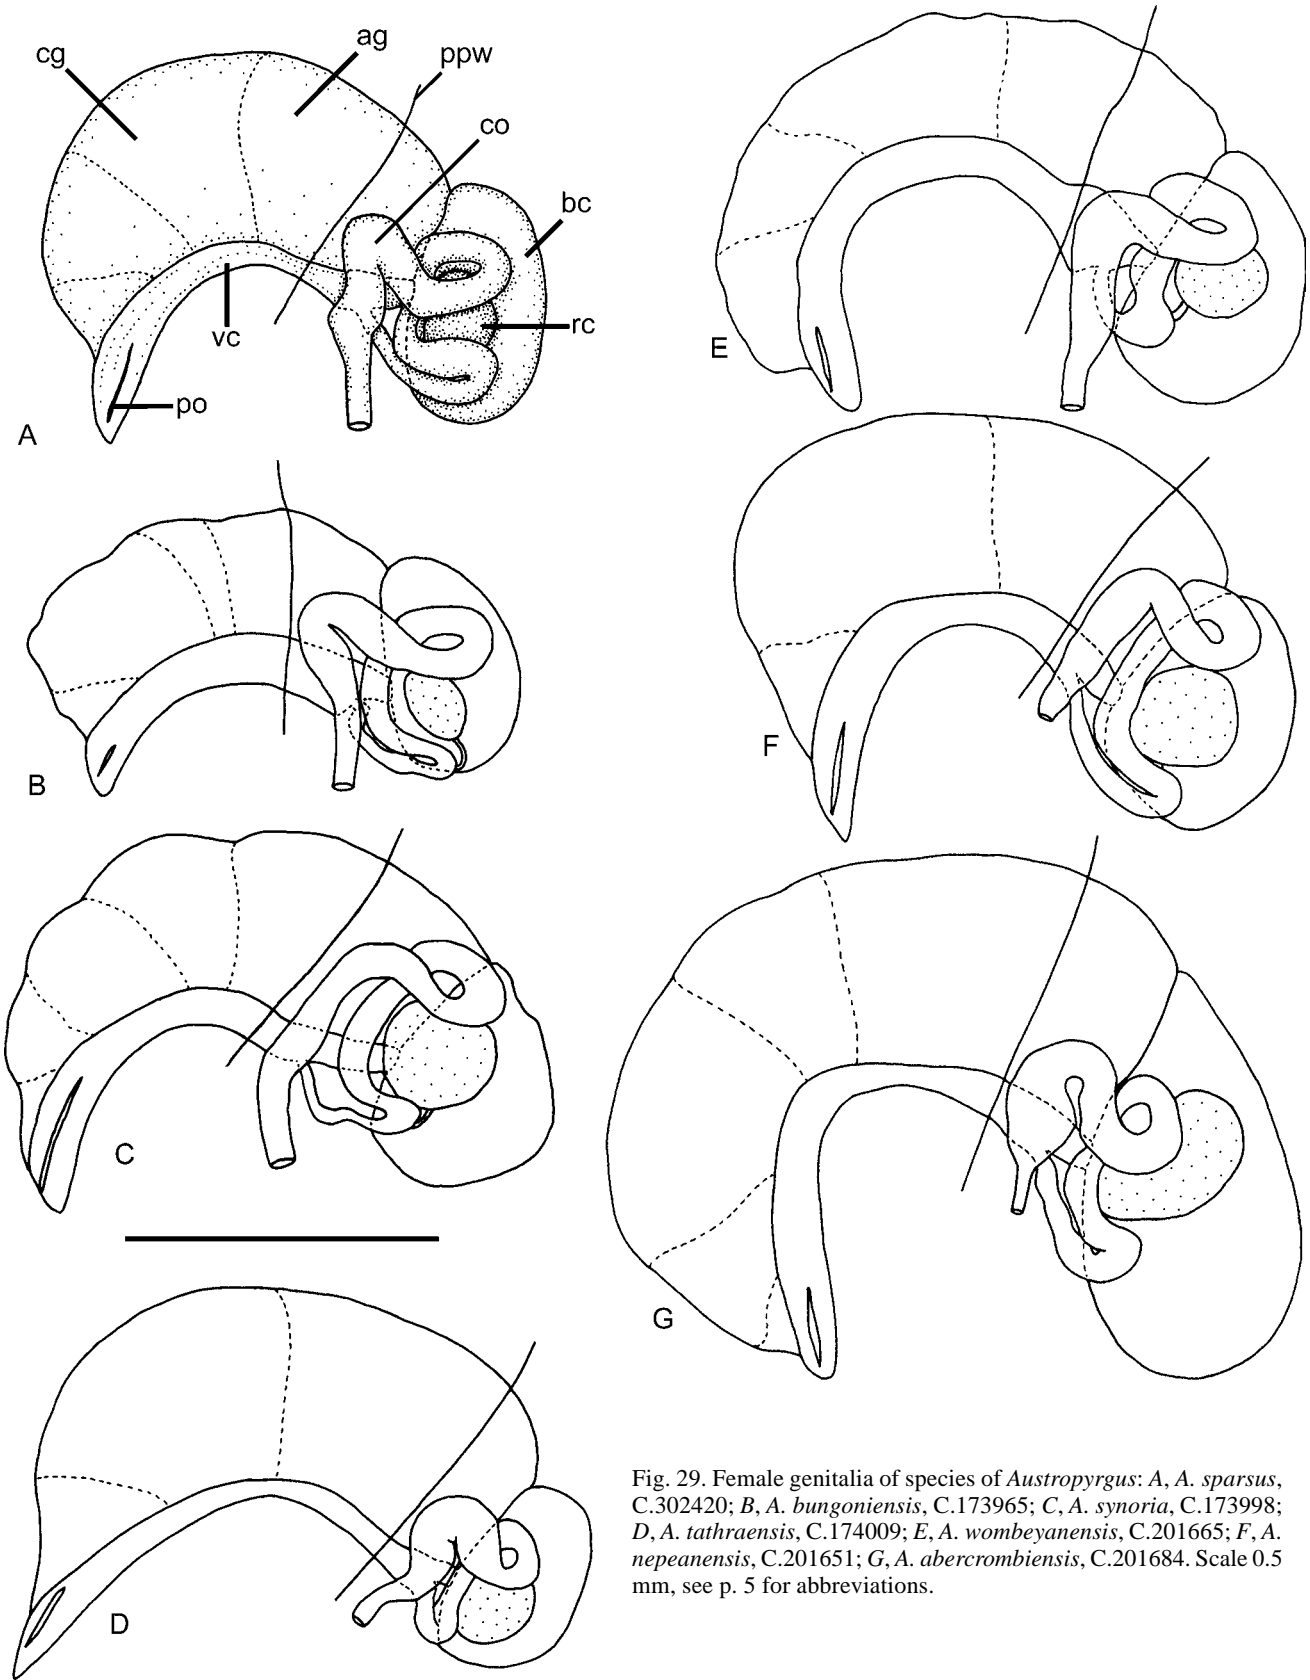 cg
ag
ppw
co
bc
rc
vc
po
A
B
C
D
E
F
G
Fig. 29. Female genitalia of species of Austropyrgus: A, A. sparsus,
C.302420; B, A. bungoniensis, C.173965; C, A. synoria, C.173998;
D, A. tathraensis, C.174009; E, A. wombeyanensis, C.201665; F, A.
nepeanensis, C.201651; G, A. abercrombiensis, C.201684. Scale 0.5
mm, see p. 5 for abbreviations.